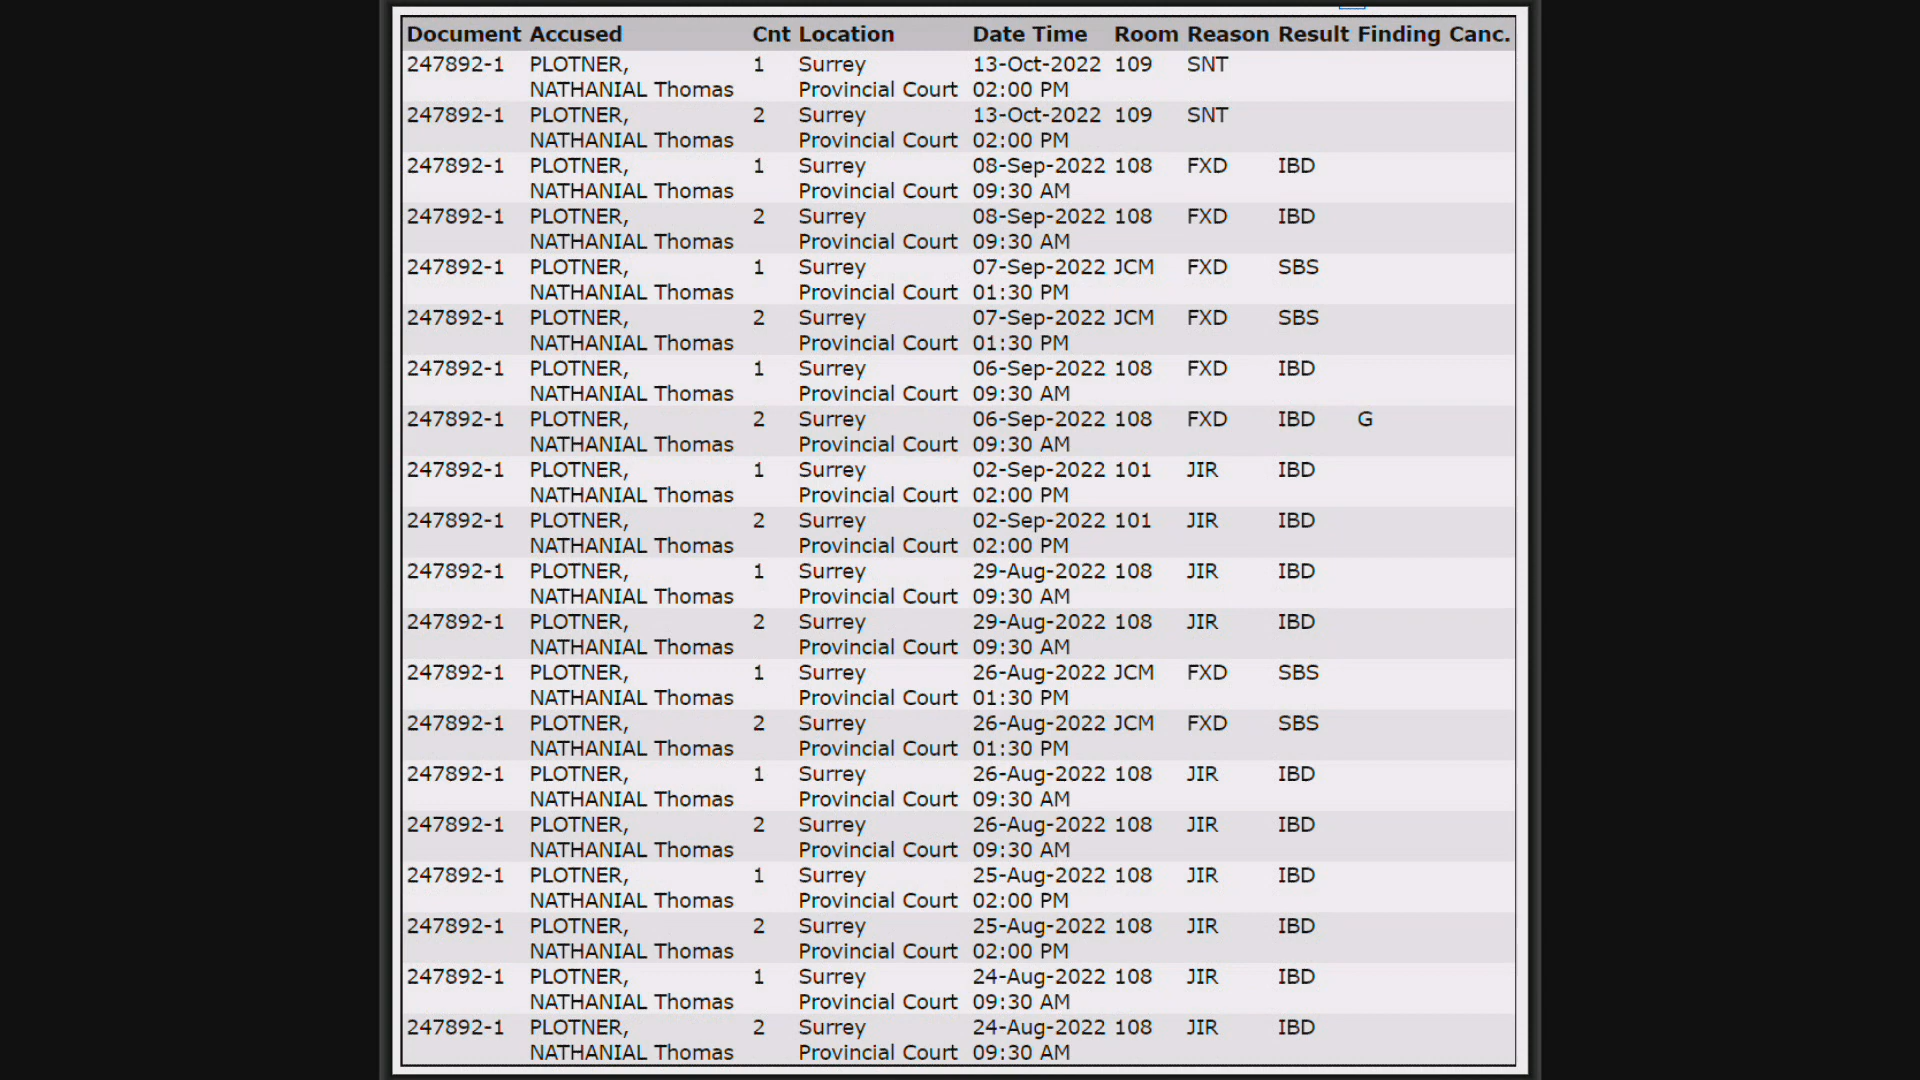 Document Accused Cnt Location Date Time Room Reason Result Finding Canc.
247892-1 PLOTNER, 1 Surrey 13-Oct-2022 109 SNT
NATHANIAL Thomas Provincial Court 02:00 PM
247892-1 PLOTNER, 2 Surrey 13-Oct-2022 109 SNT
NATHANIAL Thomas Provincial Court 02:00 PM
247892-1 PLOTNER, 1 Surrey 08-Sep-2022 108 FXD IBD
NATHANIAL Thomas Provincial Court 09:30 AM
247892-1 PLOTNER, 2 Surrey 08-Sep-2022 108 FXD IBD
NATHANIAL Thomas Provincial Court 09:30 AM
247892-1 PLOTNER, 1 Surrey 07-Sep-2022 JCM FXD SBS
NATHANIAL Thomas Provincial Court 01:30 PM
247892-1 PLOTNER, 2 Surrey 07-Sep-2022 JCM FXD SBS
NATHANIAL Thomas Provincial Court 01:30 PM
247892-1 PLOTNER, 1 Surrey 06-Sep-2022 108 FXD IBD
NATHANIAL Thomas Provincial Court 09:30 AM
247892-1 PLOTNER, 2 Surrey 06-Sep-2022 108 FXD IBD G
NATHANIAL Thomas Provincial Court 09:30 AM
247892-1 PLOTNER, 1 Surrey 02-Sep-2022 101 JIR IBD
NATHANIAL Thomas Provincial Court 02:00 PM
247892-1 PLOTNER, 2 Surrey 02-Sep-2022 101 JIR IBD
NATHANIAL Thomas Provincial Court 02:00 PM
247892-1 PLOTNER, 1 Surrey 29-Aug-2022 108 JIR IBD
NATHANIAL Thomas Provincial Court 09:30 AM
247892-1 PLOTNER, 2 Surrey 29-Aug-2022 108 JIR IBD
NATHANIAL Thomas Provincial Court 09:30 AM
247892-1 PLOTNER, 1 Surrey 26-Aug-2022 JCM FXD SBS
NATHANIAL Thomas Provincial Court 01:30 PM
247892-1 PLOTNER, 2 Surrey 26-Aug-2022 JCM FXD SBS
NATHANIAL Thomas Provincial Court 01:30 PM
247892-1 PLOTNER, 1 Surrey 26-Aug-2022 108 JIR IBD
NATHANIAL Thomas Provincial Court 09:30 AM
247892-1 PLOTNER, 2 Surrey 26-Aug-2022 108 JIR IBD
NATHANIAL Thomas Provincial Court 09:30 AM
247892-1 PLOTNER, 1 Surrey 25-Aug-2022 108 JIR IBD
NATHANIAL Thomas Provincial Court 02:00 PM
247892-1 PLOTNER, 2 Surrey 25-Aug-2022 108 JIR IBD
NATHANIAL Thomas Provincial Court 02:00 PM
247892-1 PLOTNER, 1 Surrey 24-Aug-2022 108 JIR IBD
NATHANIAL Thomas Provincial Court 09:30 AM
247892-1 PLOTNER, 2 Surrey 24-Aug-2022 108 JIR IBD
NATHANIAL Thomas Provincial Court 09:30 AM